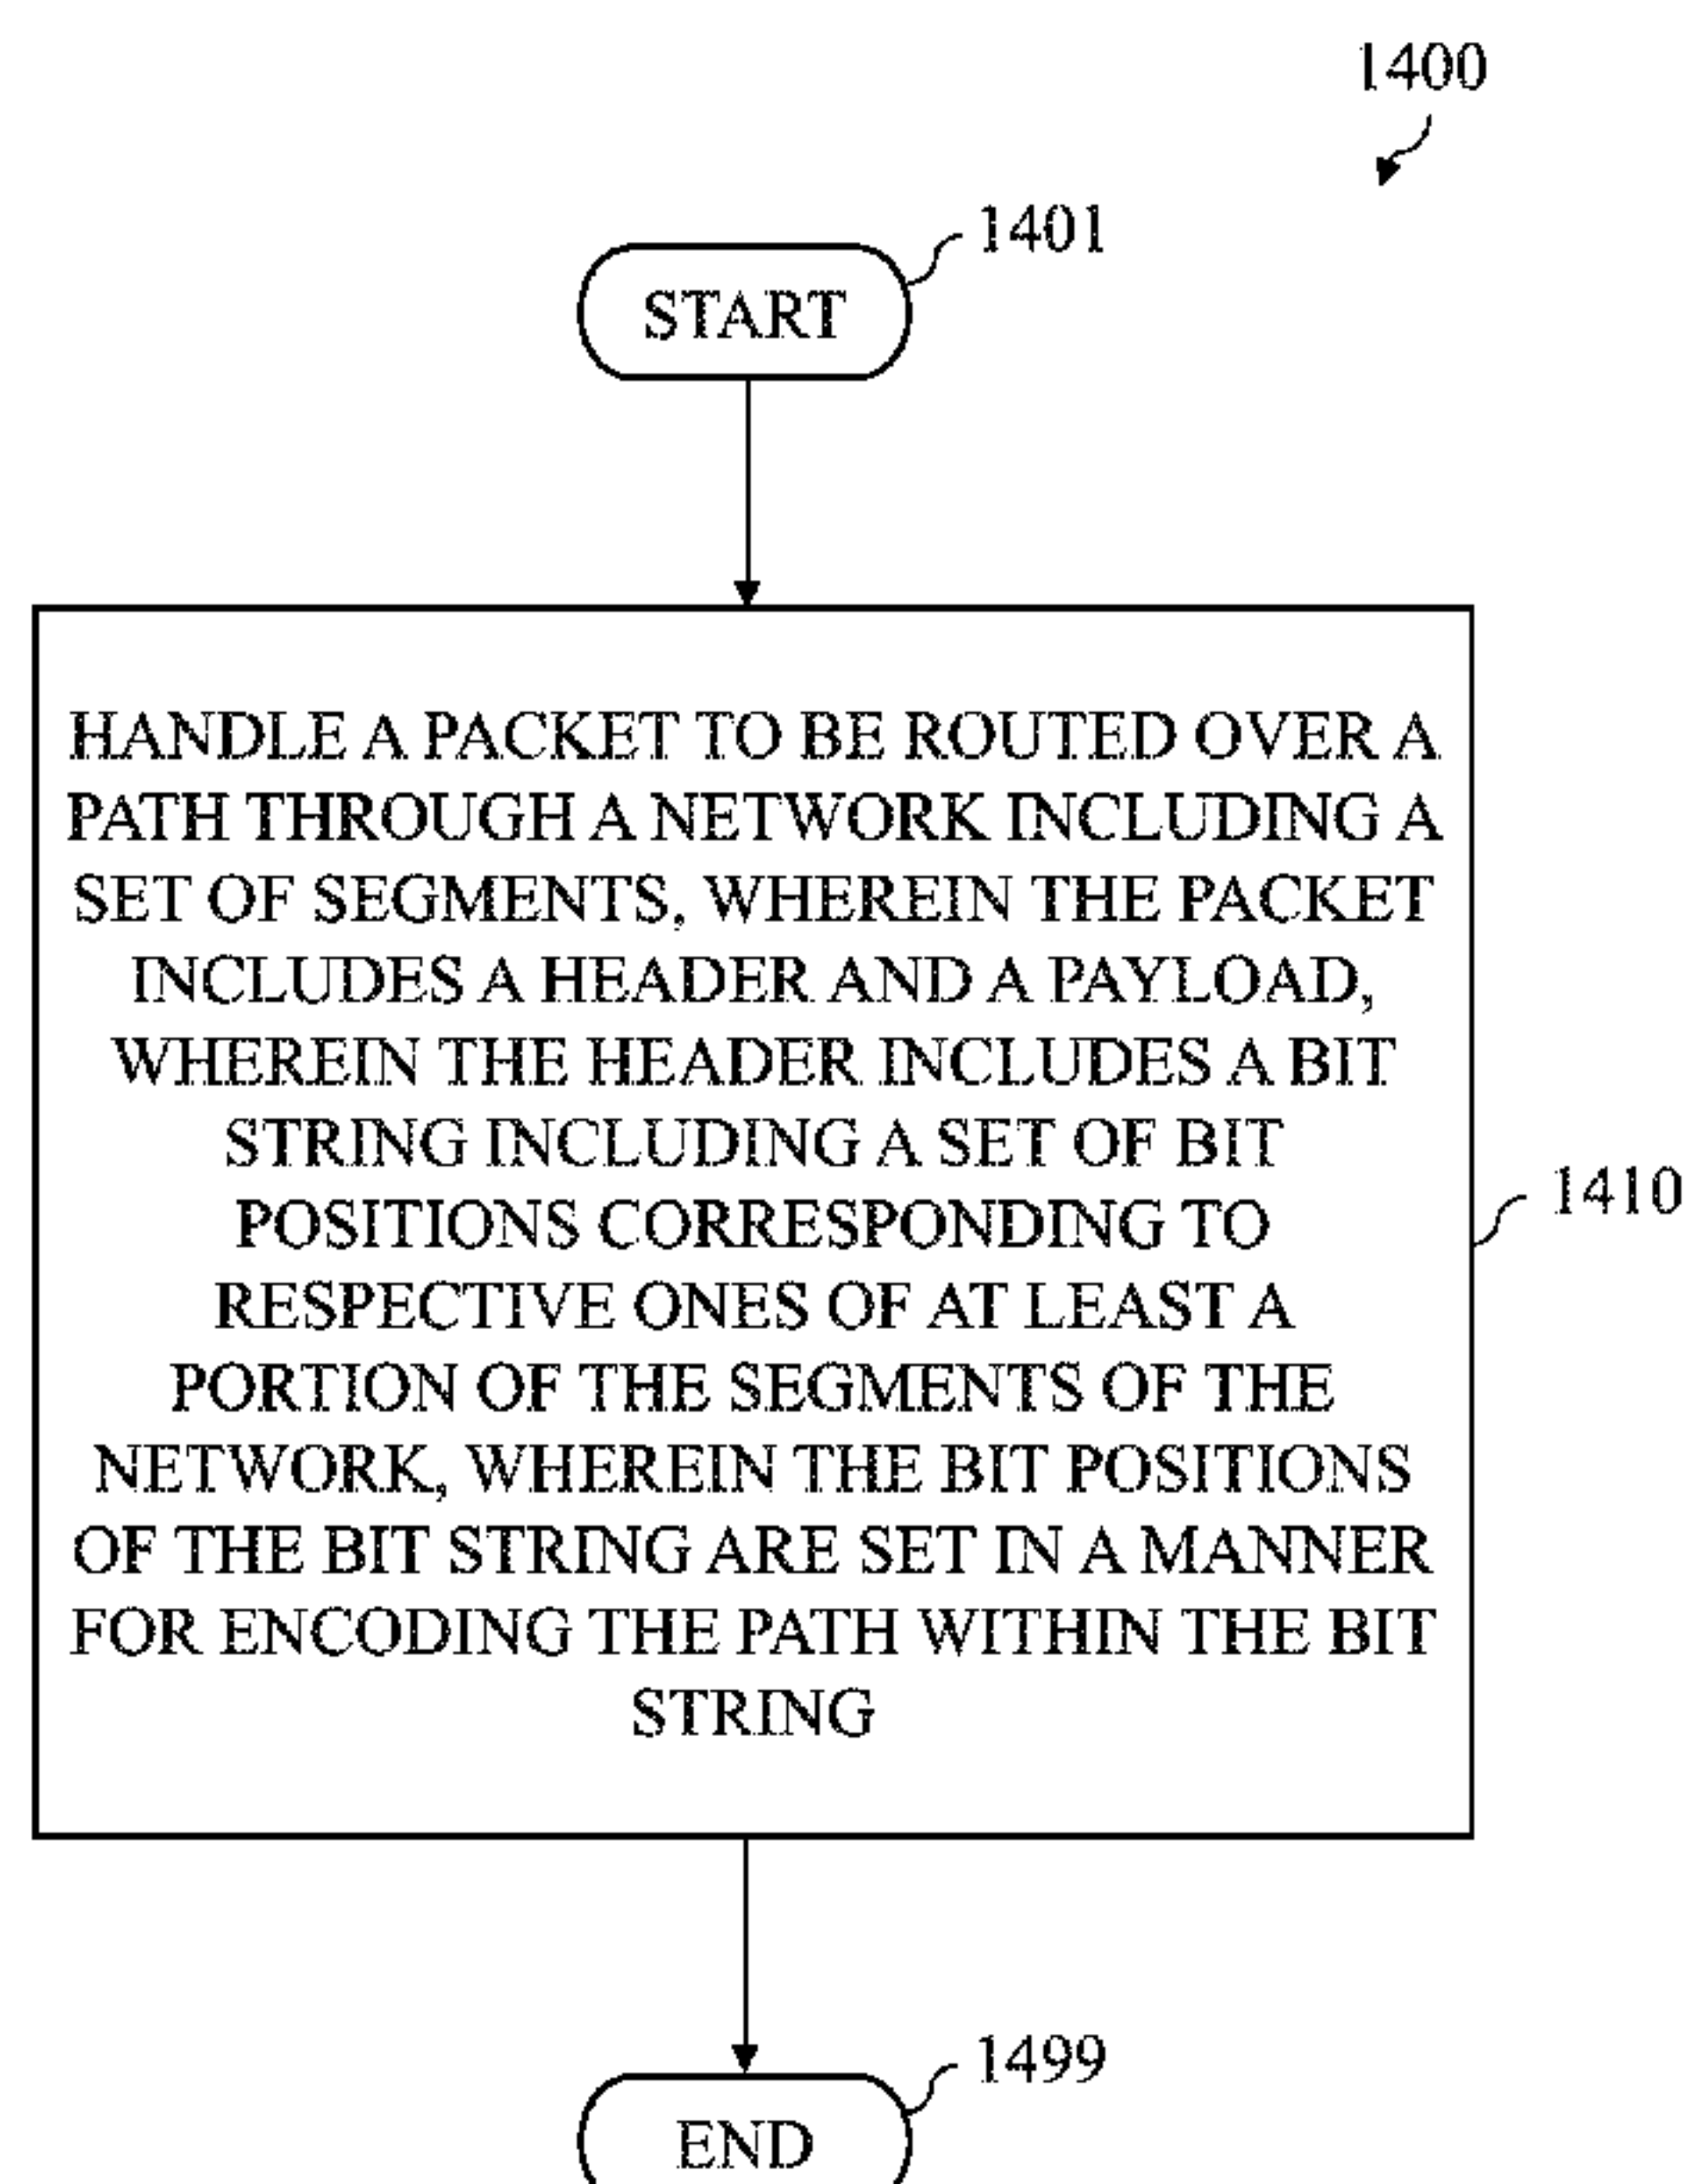 1400
1401
START
HANDLE A PACKET TO BE ROUTED OVER A
PATH THROUGH A NETWORK INCLUDING A
SET OF SEGMENTS, WHEREIN THE PACKET
INCLUDES A HEADER AND A PAYLOAD,
WHEREIN THE HEADER INCLUDES A BIT
STRING INCLUDING A SET OF BIT
POSITIONS CORRESPONDING TO
RESPECTIVE ONES OF AT LEAST A
PORTION OF THE SEGMENTS OF THE
NETWORK, WHEREIN THE BIT POSITIONS
OF THE BIT STRING ARE SET IN A MANNER
FOR ENCODING THE PATH WITHIN THE BIT
STRING
1410
1499
END